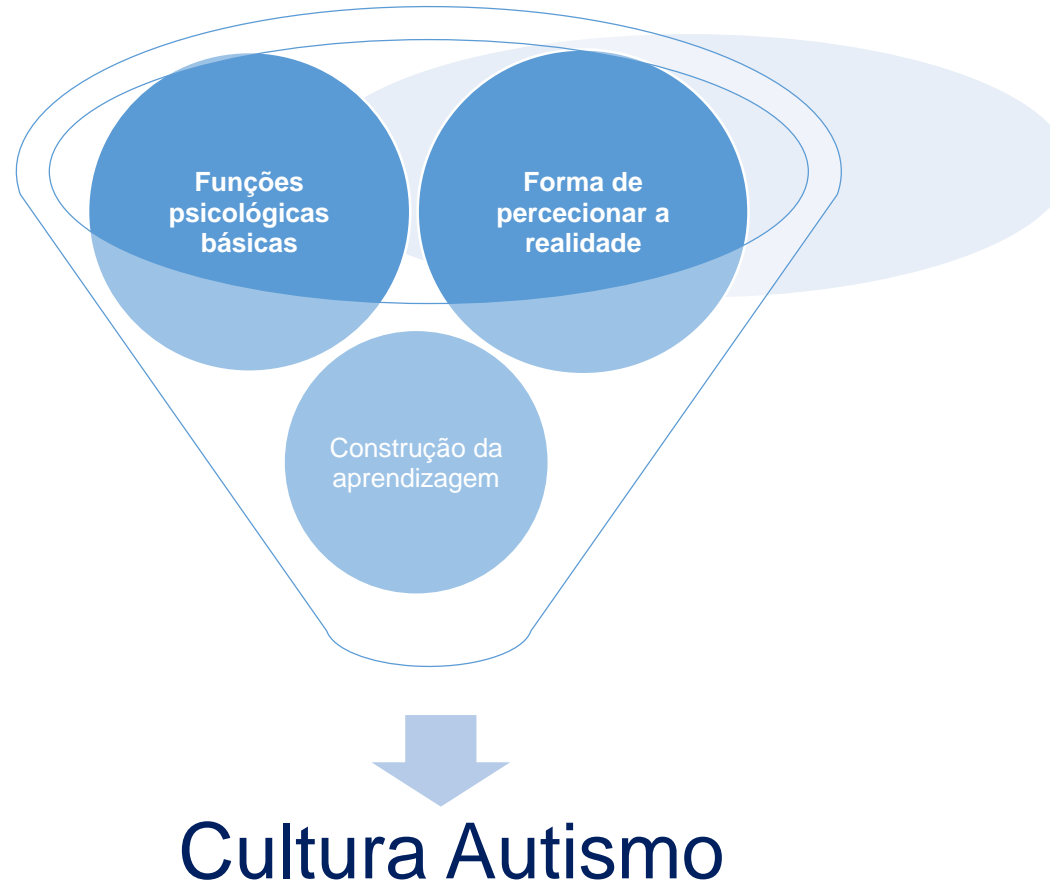 Funções
psicológicas
básicas
Forma de
percecionar a
realidade
Construção da
aprendizagem
Cultura Autismo